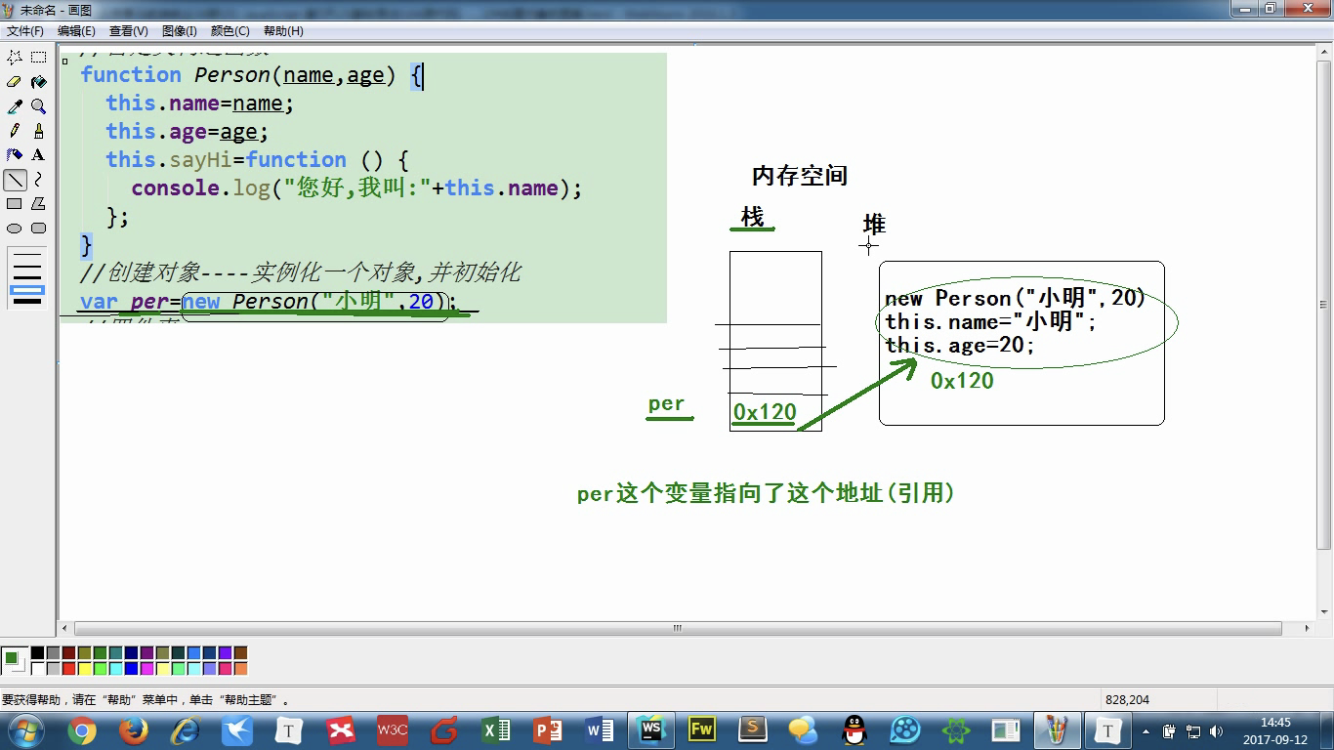 未命名 - 画图
文件(F) 编辑(E) 查看(V) 图像(I) 颜色(C) 帮助(H)
function Person(name,age) {
this.name=name;
this.age=age;
this.sayHi=function () {
console.log("您好,我叫:"+this.name);
};
}
//创建对象----实例化一个对象,并初始化
var per=new Person("小明",20);
内存空间
栈
堆
new Person("小明",20)
this.name="小明";
this.age=20;
0x120
per
0x120
per这个变量指向了这个地址(引用)
要获得帮助，请在“帮助”菜单中，单击“帮助主题”。
828,204
T
W3C
WS
Fw
S
T
14:45
2017-09-12